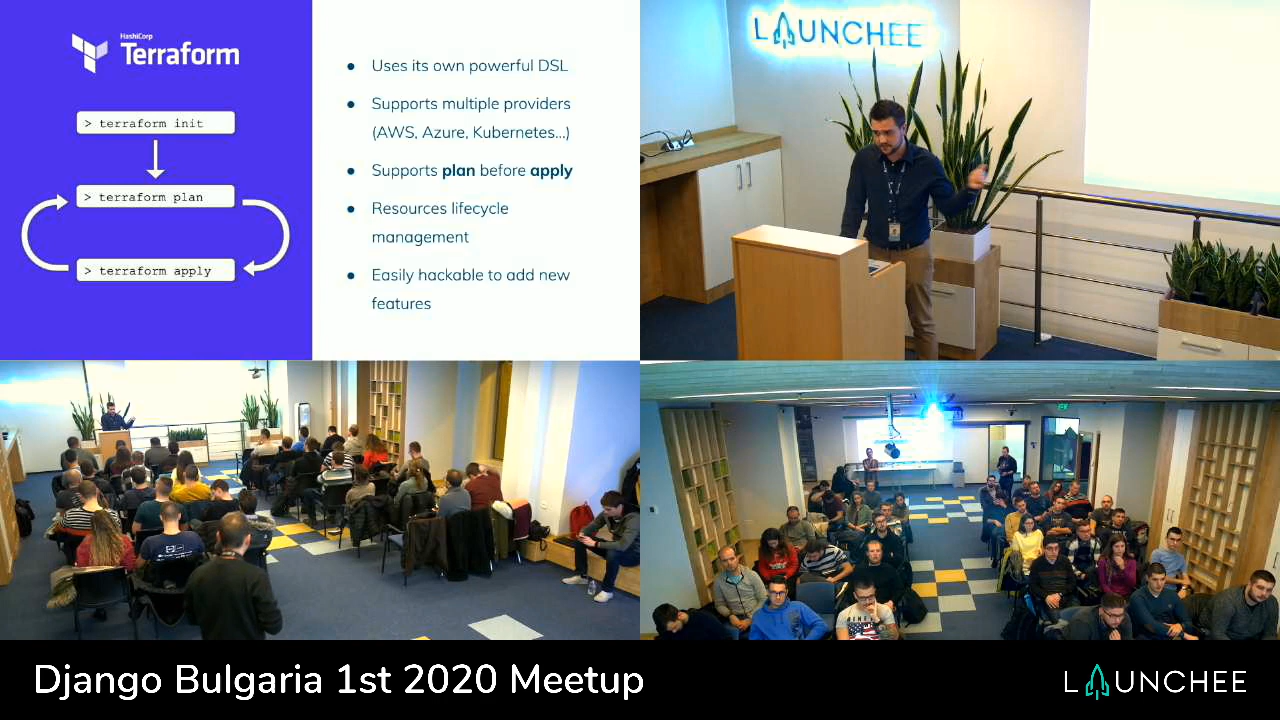 HashiCorp
Terraform
> terraform init
> terraform plan
> terraform apply
● Uses its own powerful DSL
● Supports multiple providers
(AWS, Azure, Kubernetes...)
● Supports plan before apply
● Resources lifecycle
management
● Easily hackable to add new
features
LAUNCHEE
Django Bulgaria 1st 2020 Meetup
LAUNCHEE